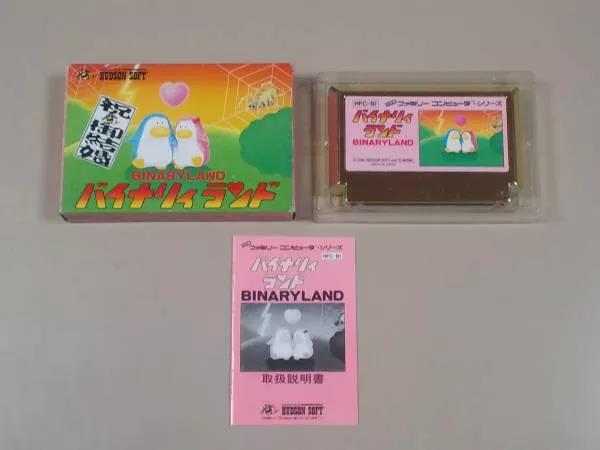 HUDSON SOFT
祝 御結婚
BINARYLAND
バイナリィランド
HFC-BI
ファミリー コンピュータ シリーズ
バイナリィ
ランド
BINARYLAND
ファミリー コンピュータ シリーズ
HFC-BI
バイナリィ
ランド
BINARYLAND
取扱説明書
HUDSON SOFT